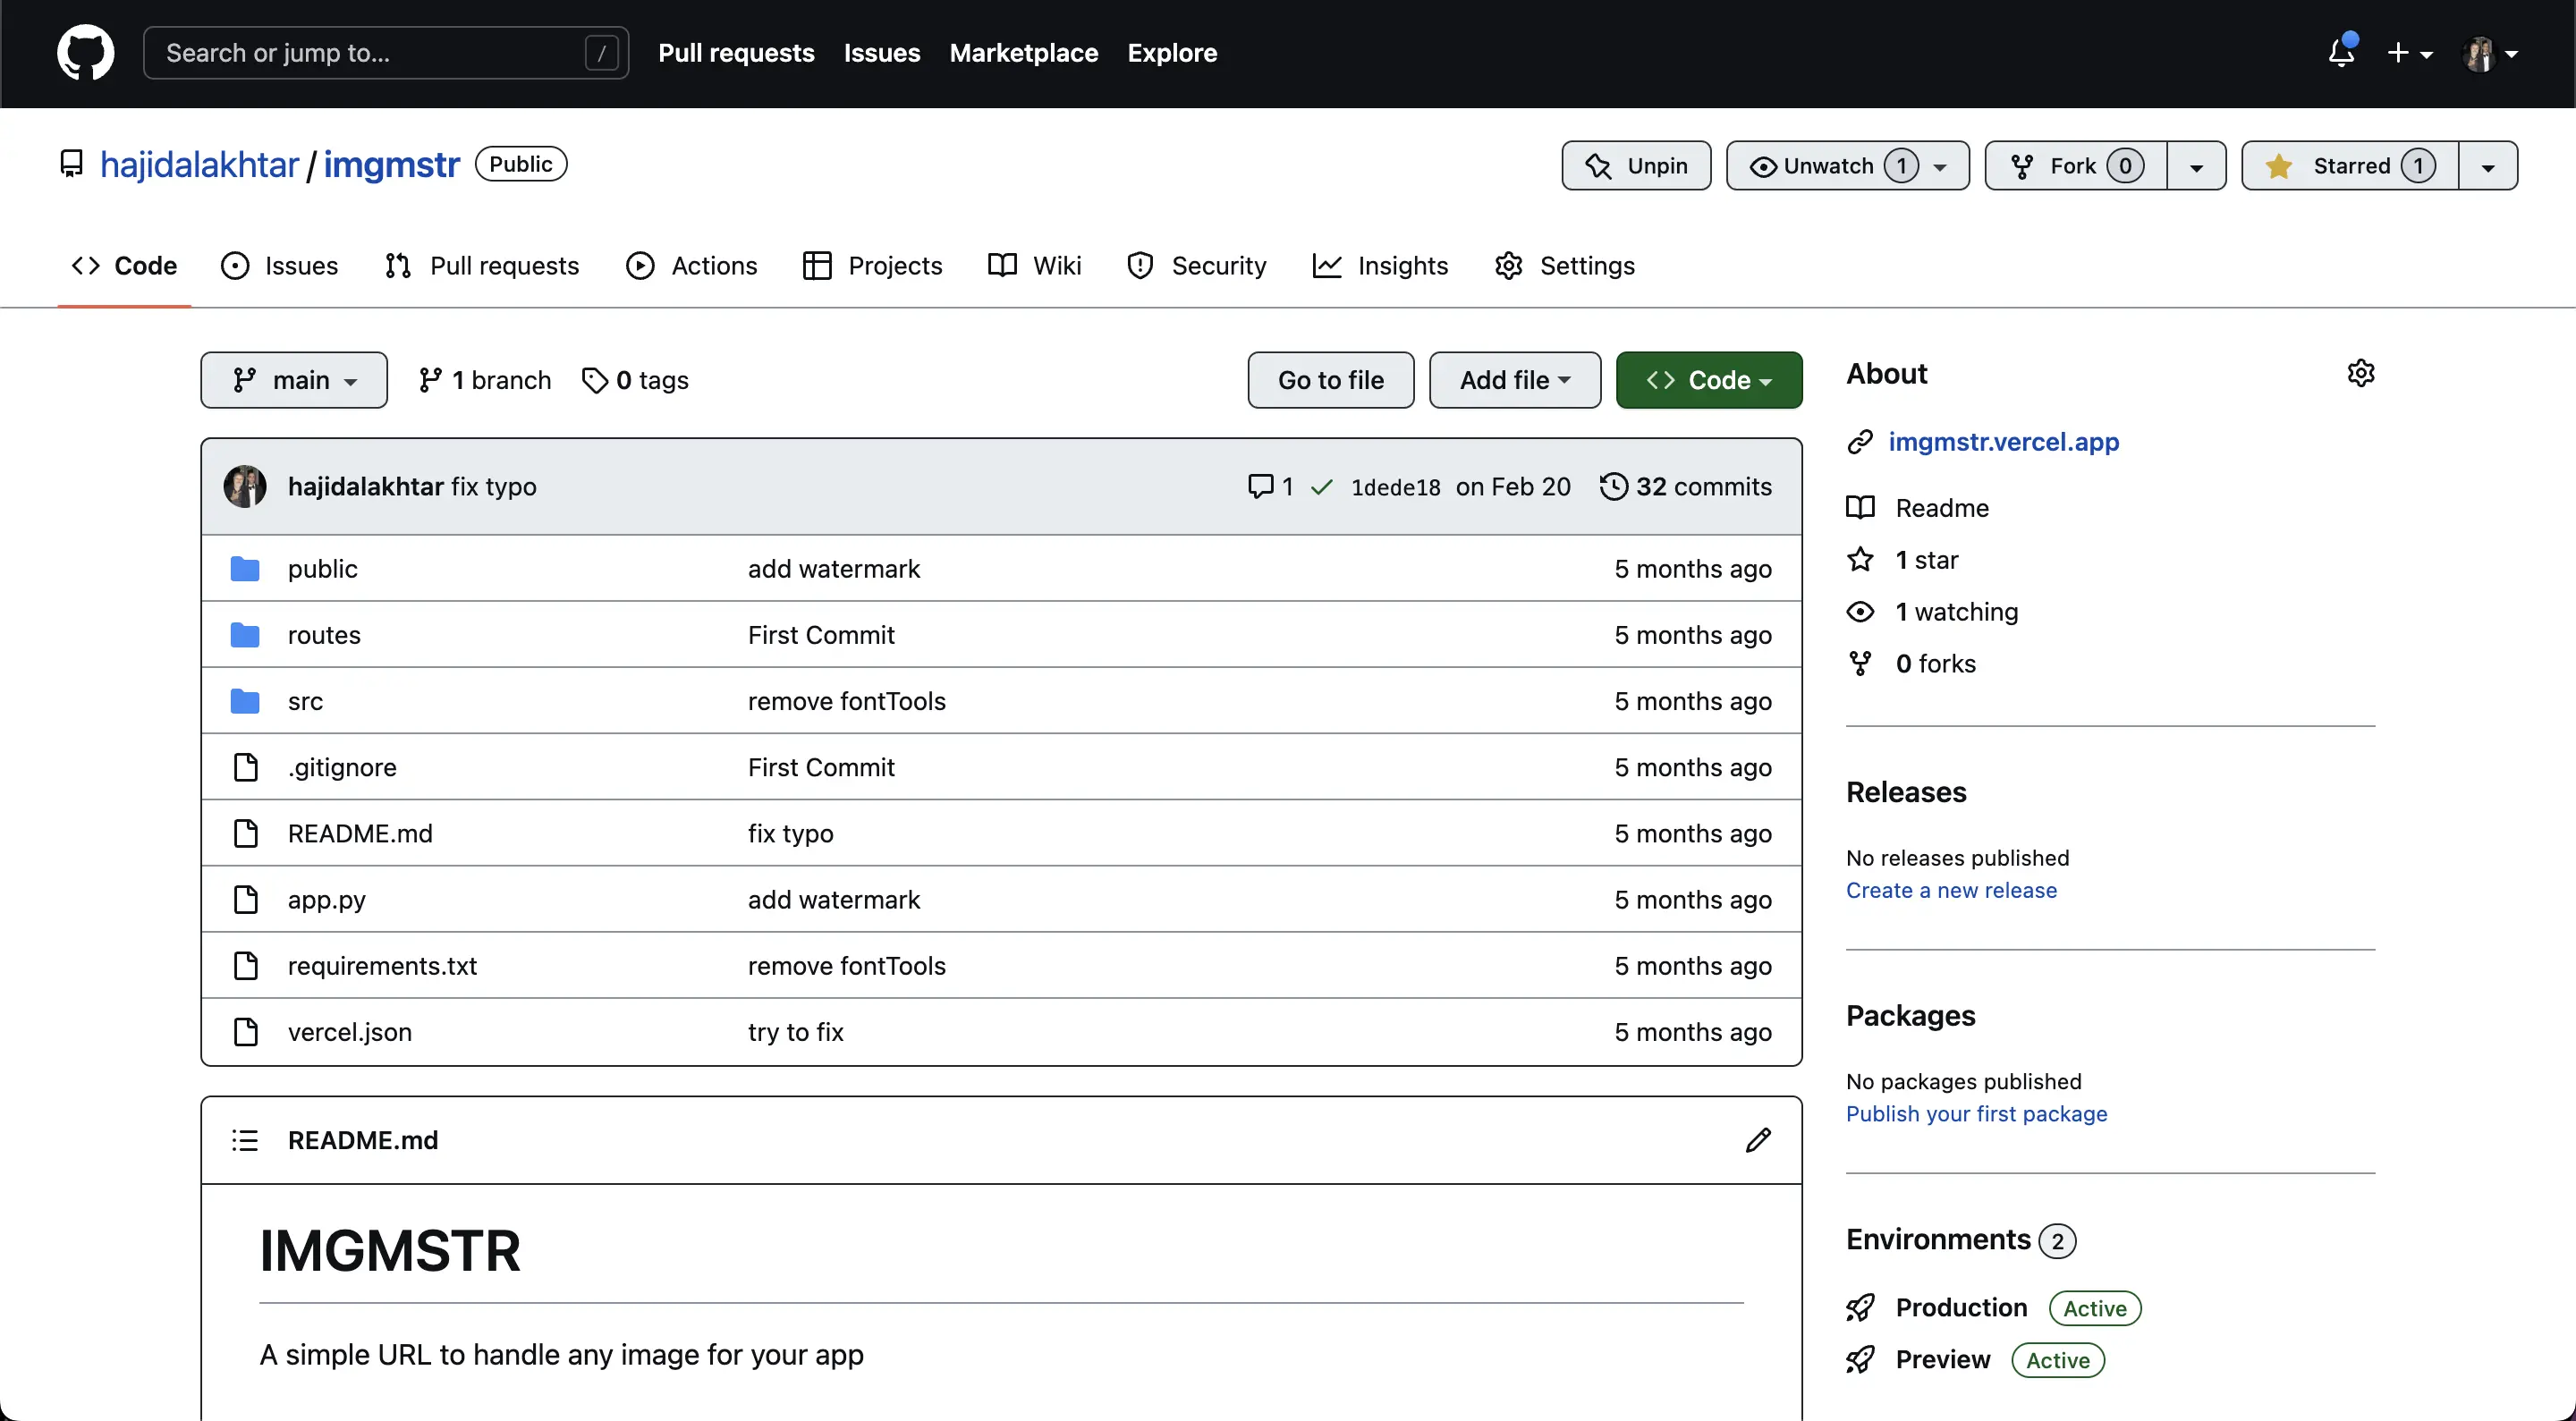 Search or jump to... /
Pull requests Issues Marketplace Explore
hajidalakhtar / imgmstr Public
Unpin Unwatch 1 Fork 0 Starred 1
Code Issues Pull requests Actions Projects Wiki Security Insights Settings
main 1 branch 0 tags
Go to file Add file Code
hajidalakhtar fix typo 1 1dede18 on Feb 20 32 commits
public add watermark 5 months ago
routes First Commit 5 months ago
src remove fontTools 5 months ago
.gitignore First Commit 5 months ago
README.md fix typo 5 months ago
app.py add watermark 5 months ago
requirements.txt remove fontTools 5 months ago
vercel.json try to fix 5 months ago
README.md
IMGMSTR
A simple URL to handle any image for your app
About
imgmstr.vercel.app
Readme
1 star
1 watching
0 forks
Releases
No releases published
Create a new release
Packages
No packages published
Publish your first package
Environments 2
Production Active
Preview Active